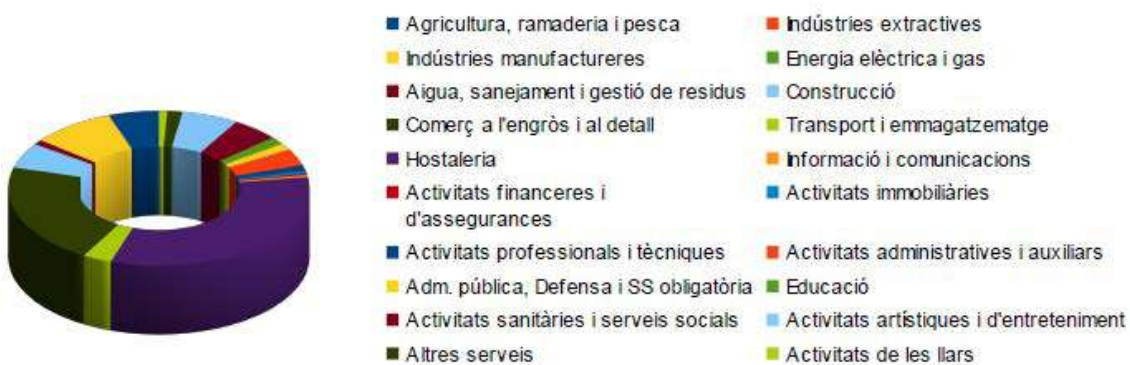 Agricultura, ramaderia i pesca
Indústries extractives
Indústries manufactureres
Energia elèctrica i gas
Aigua, sanejament i gestió de residus
Construcció
Comerç a l'engròs i al detall
Transport i emmagatzematge
Hostaleria
Informació i comunicacions
Activitats financeres i
d'assegurances
Activitats immobiliàries
Activitats professionals i tècniques
Activitats administratives i auxiliars
Adm. pública, Defensa i SS obligatòria
Educació
Activitats sanitàries i serveis socials
Activitats artístiques i d'entreteniment
Altres serveis
Activitats de les llars